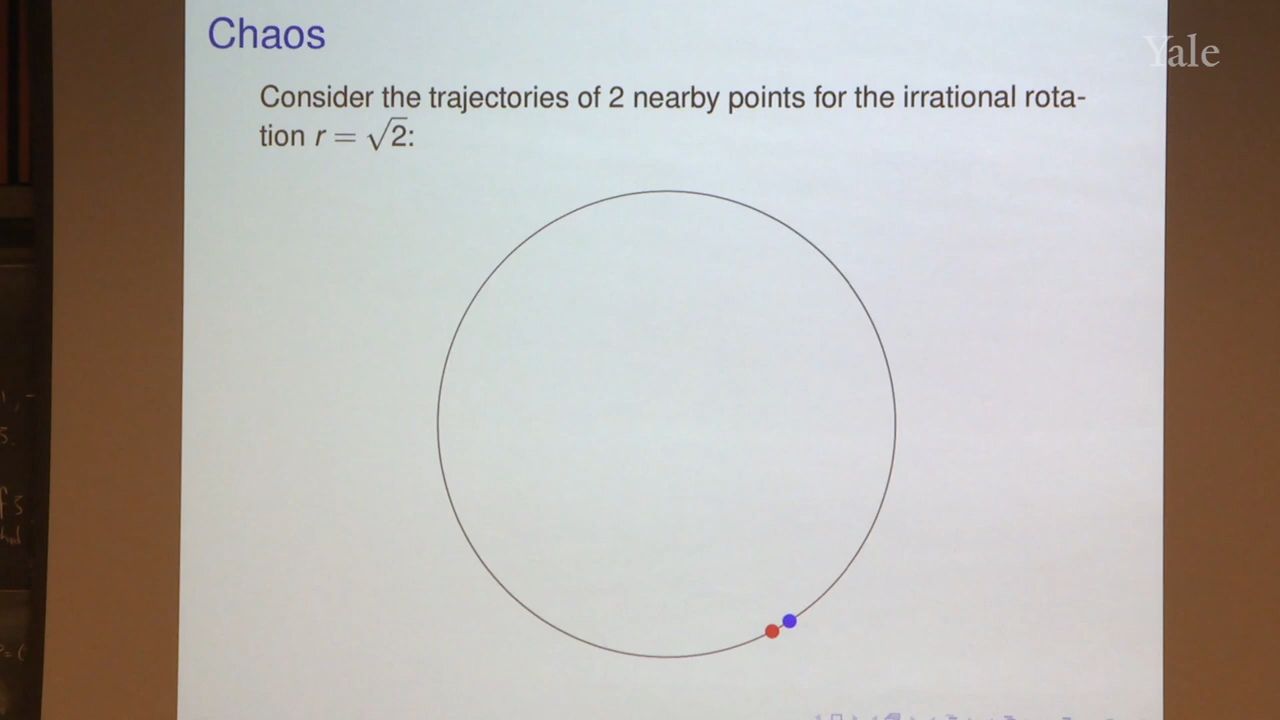 Chaos
Yale
Consider the trajectories of 2 nearby points for the irrational rota-
tion r = √2: